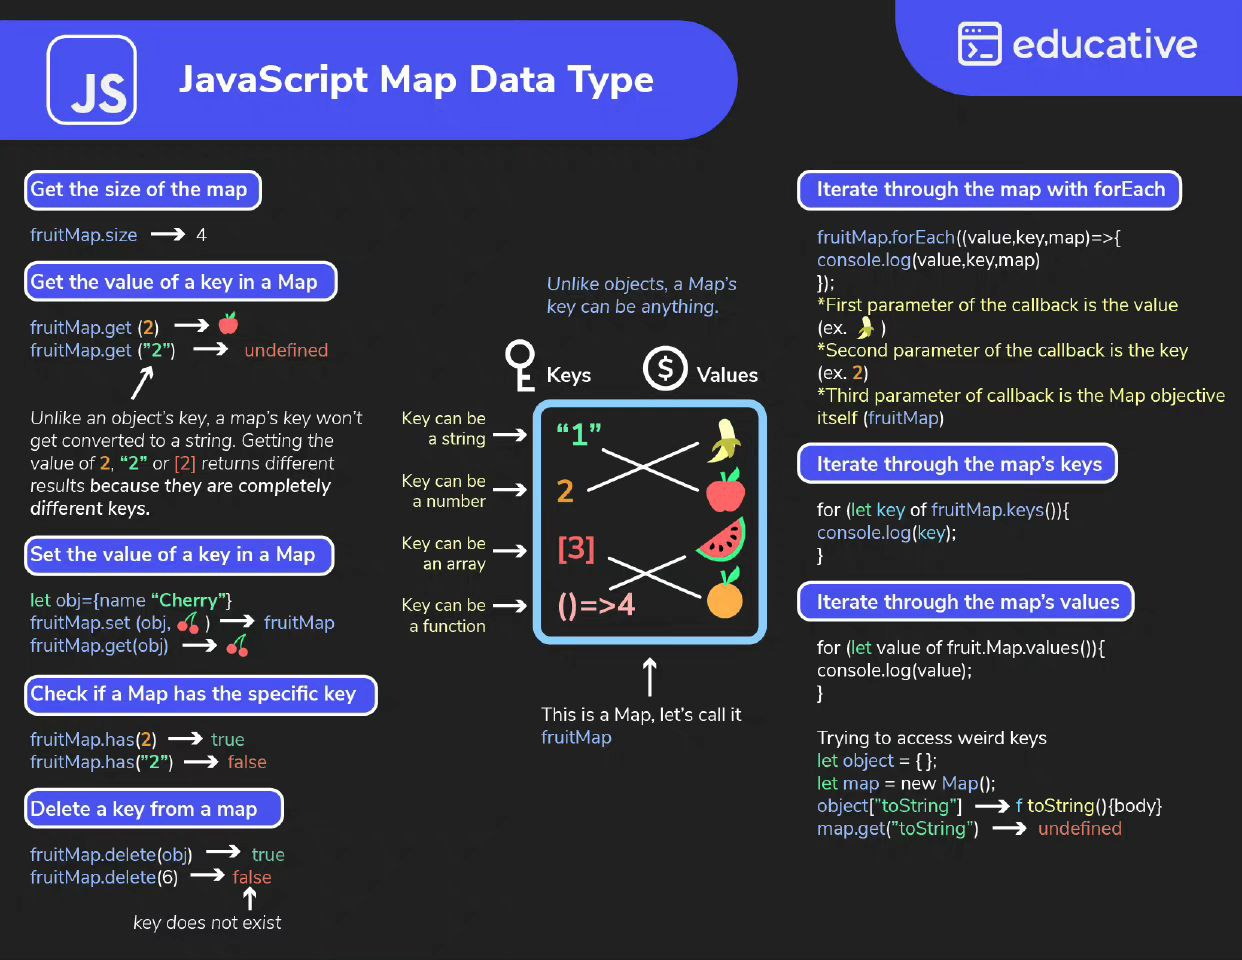 JS
JavaScript Map Data Type
educative
Get the size of the map
fruitMap.size → 4
Get the value of a key in a Map
fruitMap.get (2) →
fruitMap.get ("2") → undefined
Unlike an object's key, a map's key won't
get converted to a string. Getting the
value of 2, "2" or [2] returns different
results because they are completely
different keys.
Set the value of a key in a Map
let obj={name "Cherry"}
fruitMap.set (obj, ) → fruitMap
fruitMap.get(obj) →
Check if a Map has the specific key
fruitMap.has(2) → true
fruitMap.has("2") → false
Delete a key from a map
fruitMap.delete(obj) → true
fruitMap.delete(6) → false
key does not exist
Unlike objects, a Map's
key can be anything.
Keys
$ Values
Key can be
a string →
"1"
Key can be
a number →
2
Key can be
an array →
[3]
Key can be
a function →
()=>4
This is a Map, let's call it
fruitMap
Iterate through the map with forEach
fruitMap.forEach((value,key,map)=>{
console.log(value,key,map)
});
*First parameter of the callback is the value
(ex. )
*Second parameter of the callback is the key
(ex. 2)
*Third parameter of callback is the Map objective
itself (fruitMap)
Iterate through the map's keys
for (let key of fruitMap.keys()){
console.log(key);
}
Iterate through the map's values
for (let value of fruit.Map.values()){
console.log(value);
}
Trying to access weird keys
let object = { };
let map = new Map();
object["toString"] → f toString(){body}
map.get("toString") → undefined